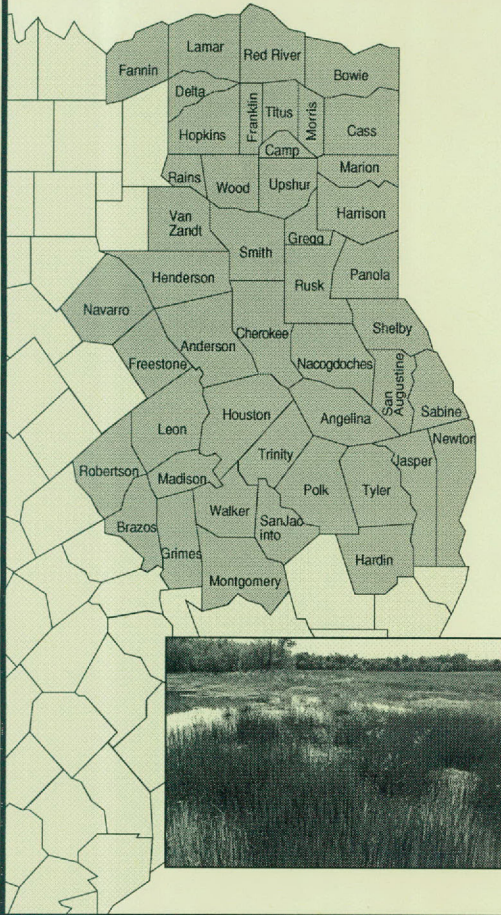 Lamar
Red River
Fannin
Bowie
Delta
Franklin
Titus
Morris
Hopkins
Cass
Camp
Marion
Rains
Wood
Upshur
Harrison
Van
Zandt
Gregg
Smith
Panola
Henderson
Rusk
Navarro
Cherokee
Shelby
Anderson
Freestone
Nacogdoches
San
Augustine
Sabine
Houston
Angelina
Leon
Newton
Trinity
Jasper
Robertson
Madison
Polk
Tyler
Walker
Brazos
SanJac
into
Grimes
Hardin
Montgomery